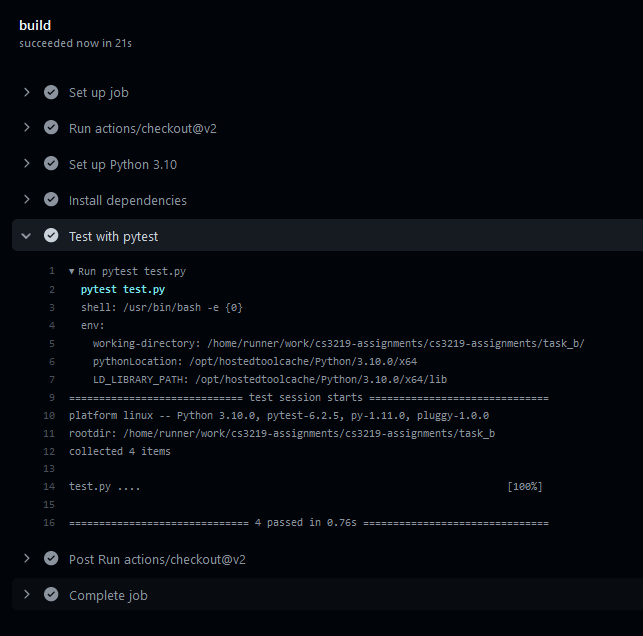 build
succeeded now in 21s
Set up job
Run actions/checkout@v2
Set up Python 3.10
Install dependencies
Test with pytest
1 ▼ Run pytest test.py
2 pytest test.py
3 shell: /usr/bin/bash -e {0}
4 env:
5 working-directory: /home/runner/work/cs3219-assignments/cs3219-assignments/task_b/
6 pythonLocation: /opt/hostedtoolcache/Python/3.10.0/x64
7 LD_LIBRARY_PATH: /opt/hostedtoolcache/Python/3.10.0/x64/lib
9 ============================= test session starts ==============================
10 platform linux -- Python 3.10.0, pytest-6.2.5, py-1.11.0, pluggy-1.0.0
11 rootdir: /home/runner/work/cs3219-assignments/cs3219-assignments/task_b
12 collected 4 items
13
14 test.py .... [100%]
15
16 ============================== 4 passed in 0.76s ===============================
Post Run actions/checkout@v2
Complete job